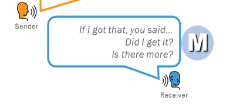 Sender
If I got that, you said...
Did I get it?
Is there more?
M
Receiver